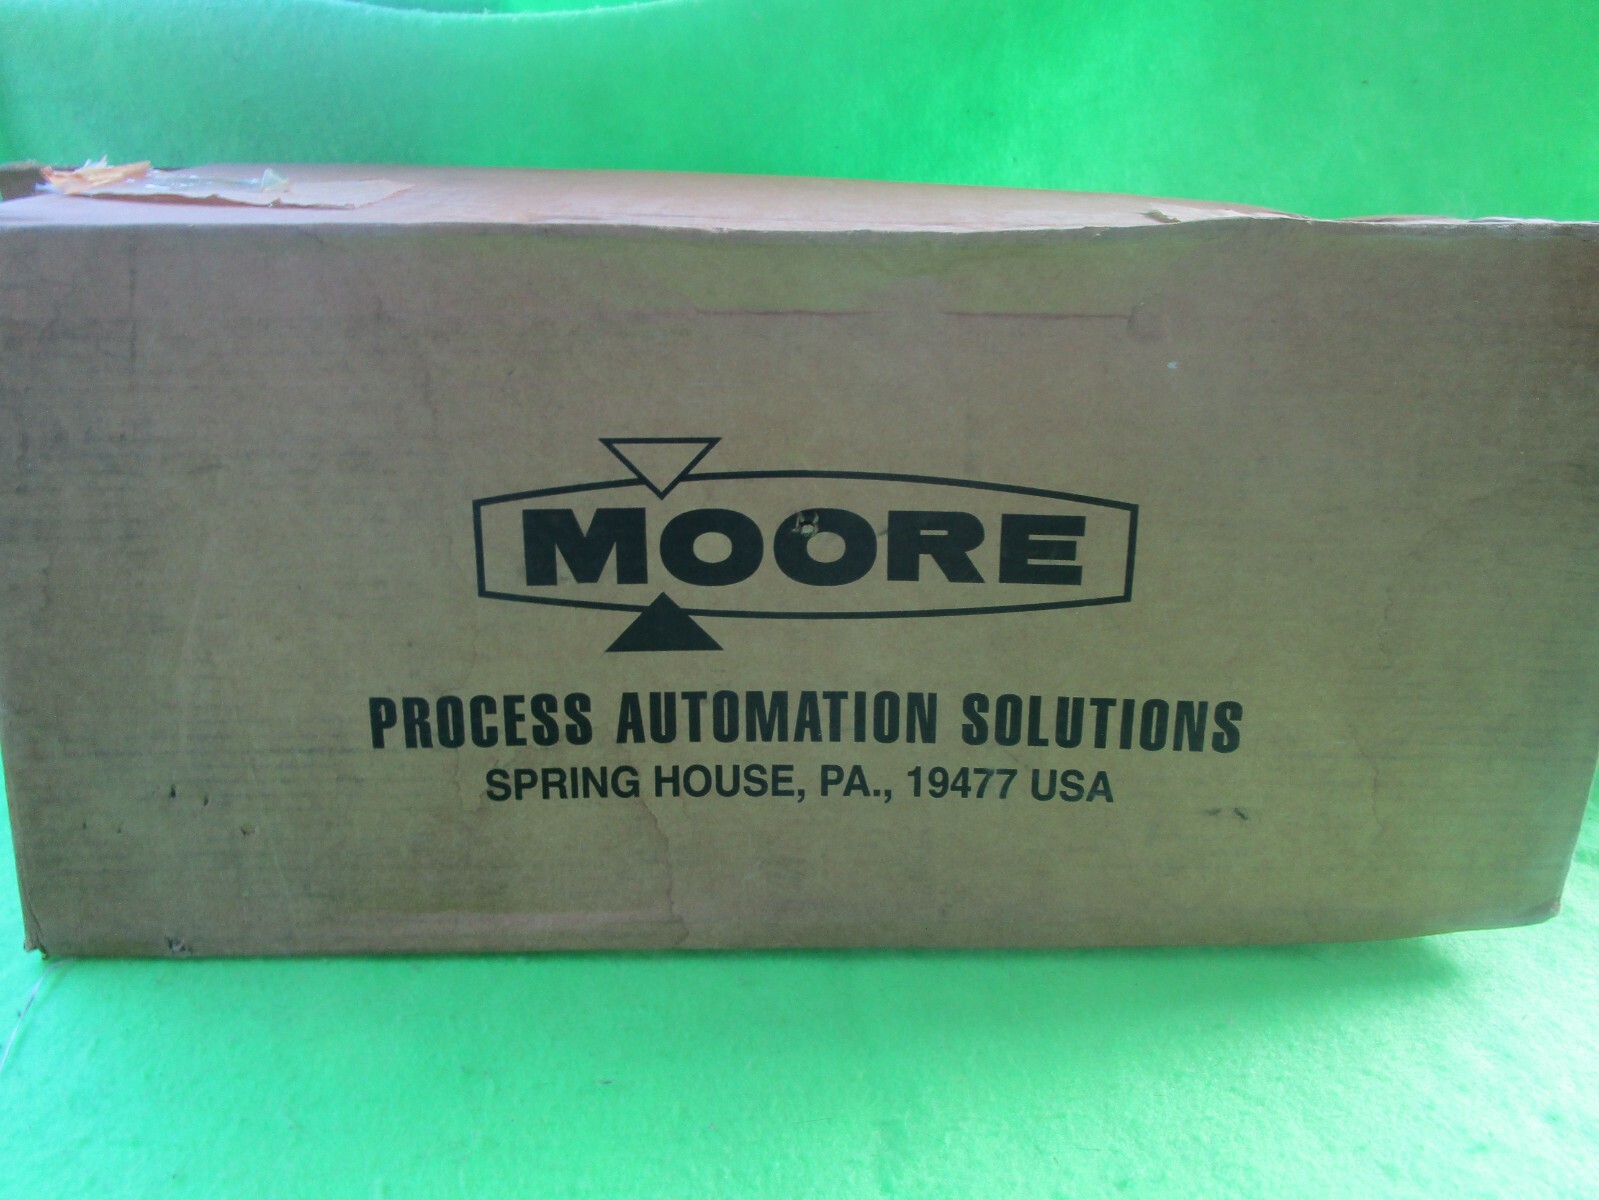 MOORE
PROCESS AUTOMATION SOLUTIONS
SPRING HOUSE, PA., 19477 USA